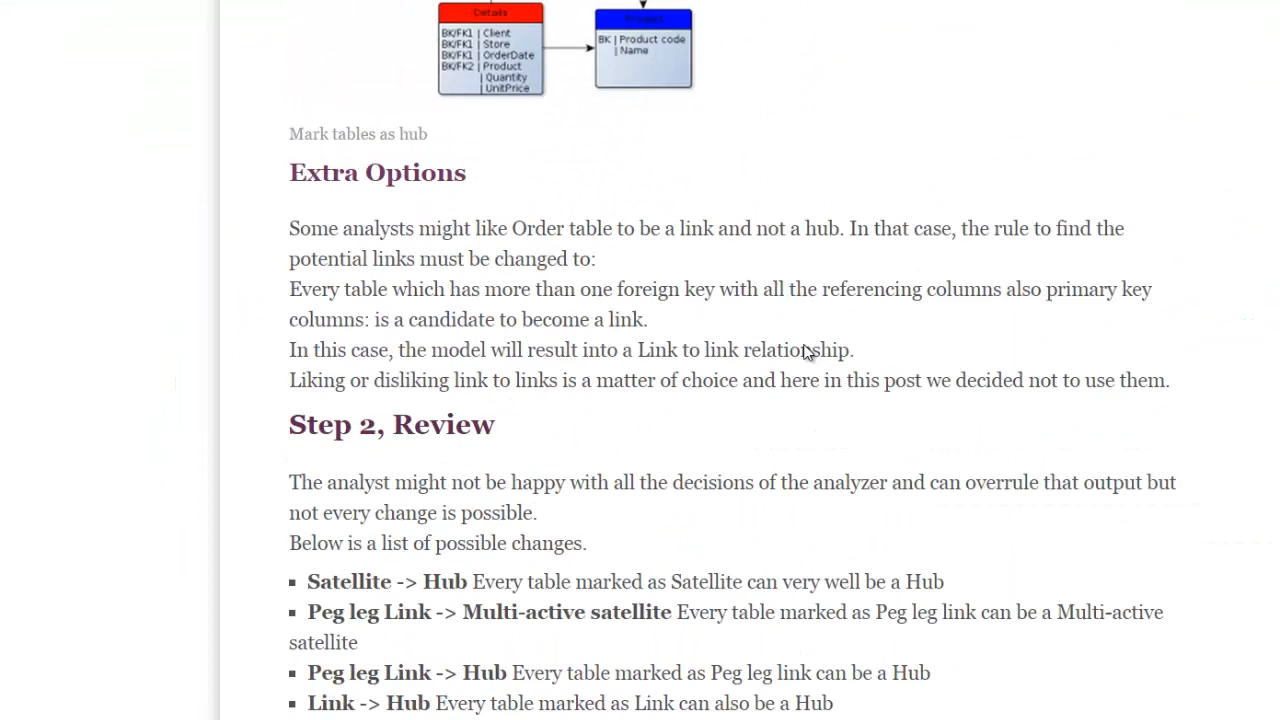 Details
BK/FK1 | Client
BK/FK1 | Store
BK/FK1 | OrderDate
BK/FK2 | Product
| Quantity
| UnitPrice
Product
BK | Product code
| Name
Mark tables as hub
Extra Options
Some analysts might like Order table to be a link and not a hub. In that case, the rule to find the
potential links must be changed to:
Every table which has more than one foreign key with all the referencing columns also primary key
columns: is a candidate to become a link.
In this case, the model will result into a Link to link relationship.
Liking or disliking link to links is a matter of choice and here in this post we decided not to use them.
Step 2, Review
The analyst might not be happy with all the decisions of the analyzer and can overrule that output but
not every change is possible.
Below is a list of possible changes.
▪ Satellite -> Hub Every table marked as Satellite can very well be a Hub
▪ Peg leg Link -> Multi-active satellite Every table marked as Peg leg link can be a Multi-active
satellite
▪ Peg leg Link -> Hub Every table marked as Peg leg link can be a Hub
▪ Link -> Hub Every table marked as Link can also be a Hub